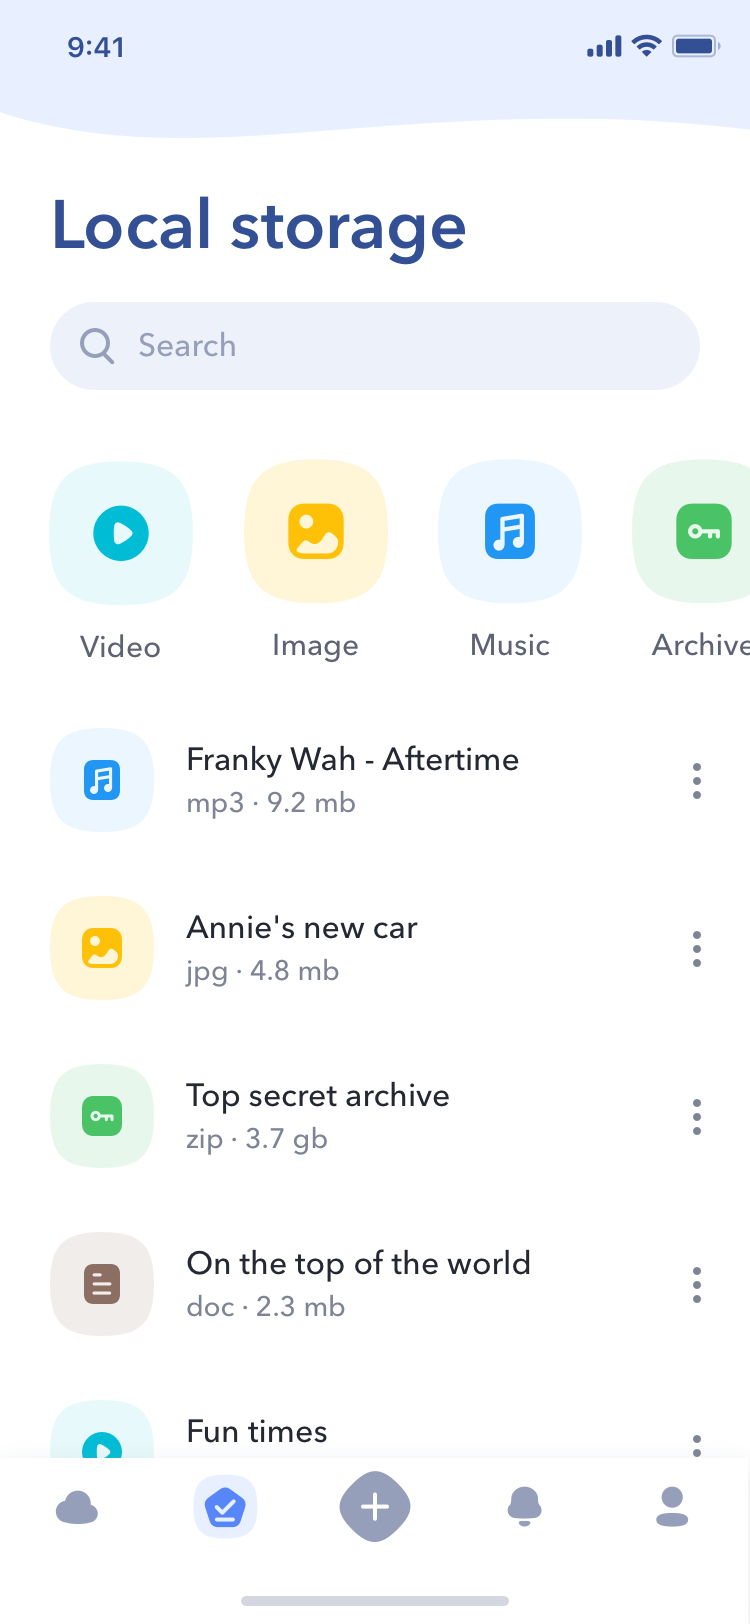 9:41
Local storage
Search
Video
Image
Music
Archive
Franky Wah - Aftertime
mp3 · 9.2 mb
Annie's new car
jpg · 4.8 mb
Top secret archive
zip · 3.7 gb
On the top of the world
doc · 2.3 mb
Fun times